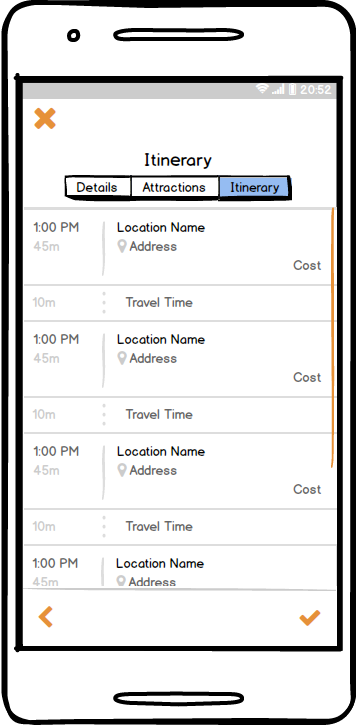 20:52
Itinerary
Details Attractions Itinerary
1:00 PM Location Name
45m Address
Cost
10m Travel Time
1:00 PM Location Name
45m Address
Cost
10m Travel Time
1:00 PM Location Name
45m Address
Cost
10m Travel Time
1:00 PM Location Name
45m Address